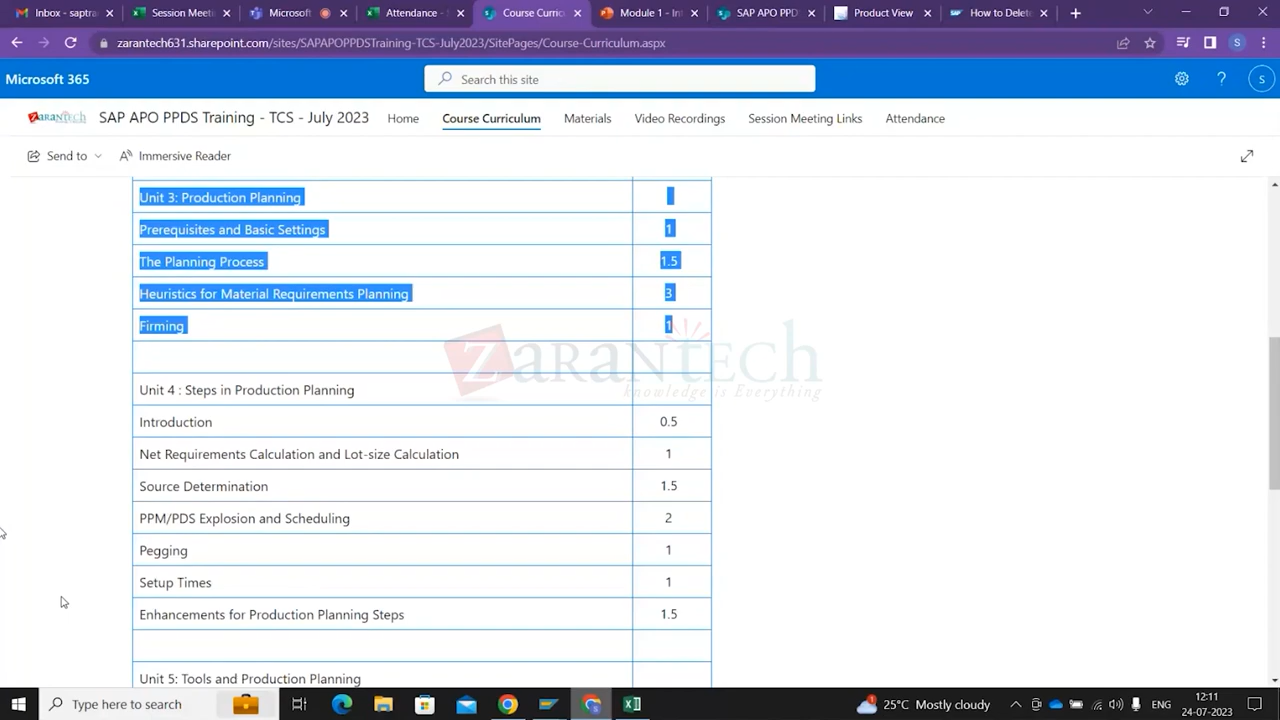 Inbox - saptra
Session Meeti
Microsoft
Attendance -
Course Curric
Module 1 - Int
SAP APO PPD
Product View
How to Delete
zarantech631.sharepoint.com/sites/SAPAPOPPDSTraining-TCS-July2023/SitePages/Course-Curriculum.aspx
S
Microsoft 365
Search this site
S
ZaranTech
SAP APO PPDS Training - TCS - July 2023
Home
Course Curriculum
Materials
Video Recordings
Session Meeting Links
Attendance
Send to
Immersive Reader
Unit 3: Production Planning
Prerequisites and Basic Settings 1
The Planning Process 1.5
Heuristics for Material Requirements Planning 3
Firming 1
ZaranTech
knowledge is Everything
Unit 4 : Steps in Production Planning
Introduction 0.5
Net Requirements Calculation and Lot-size Calculation 1
Source Determination 1.5
PPM/PDS Explosion and Scheduling 2
Pegging 1
Setup Times 1
Enhancements for Production Planning Steps 1.5
Unit 5: Tools and Production Planning
Type here to search
25°C Mostly cloudy
ENG
12:11
24-07-2023